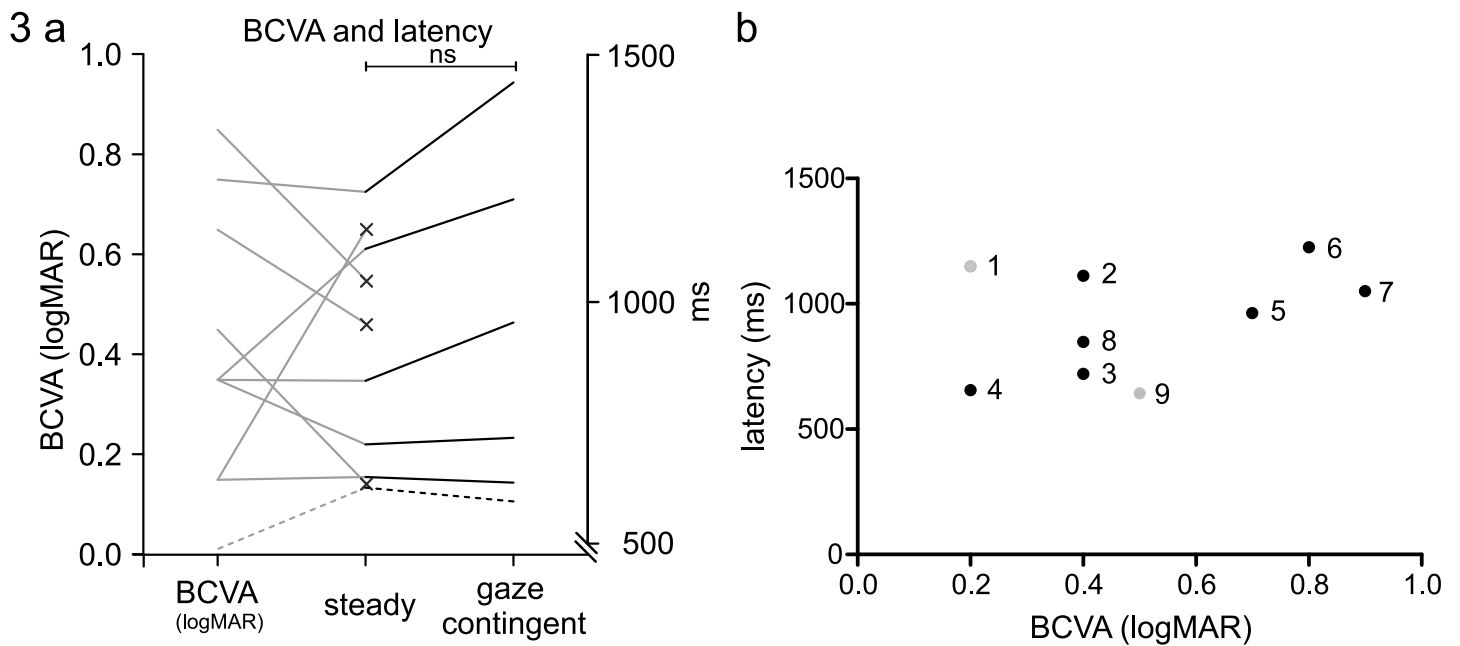 3 a
BCVA and latency
ns
1.0
0.8
0.6
0.4
0.2
0.0
BCVA (logMAR)
1500
1000
500
ms
BCVA
(logMAR)
steady
gaze
contingent
b
1500
1000
500
0
latency (ms)
1
2
3
4
5
6
7
8
9
0.0
0.2
0.4
0.6
0.8
1.0
BCVA (logMAR)